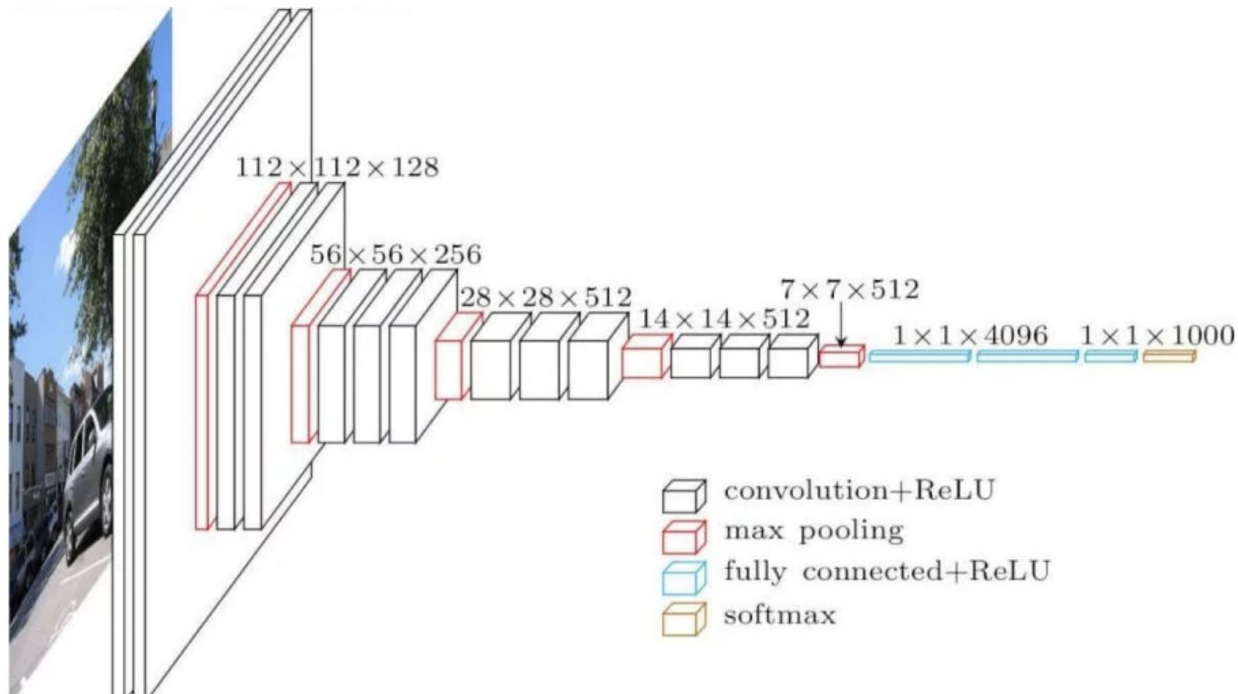 112×112×128
56×56×256
28×28×512
14×14×512
7×7×512
1×1×4096
1×1×1000
convolution+ReLU
max pooling
fully connected+ReLU
softmax